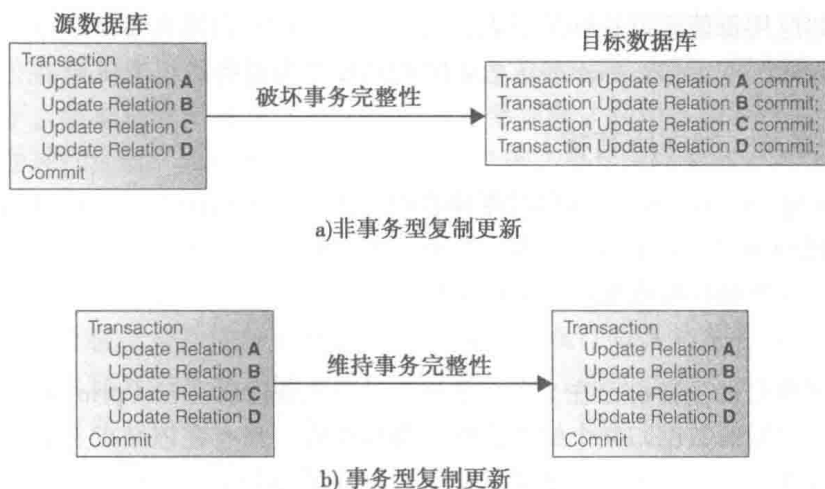 源数据库
Transaction
Update Relation A
Update Relation B
Update Relation C
Update Relation D
Commit
破坏事务完整性
目标数据库
Transaction Update Relation A commit;
Transaction Update Relation B commit;
Transaction Update Relation C commit;
Transaction Update Relation D commit;
a)非事务型复制更新
Transaction
Update Relation A
Update Relation B
Update Relation C
Update Relation D
Commit
维持事务完整性
Transaction
Update Relation A
Update Relation B
Update Relation C
Update Relation D
Commit
b) 事务型复制更新